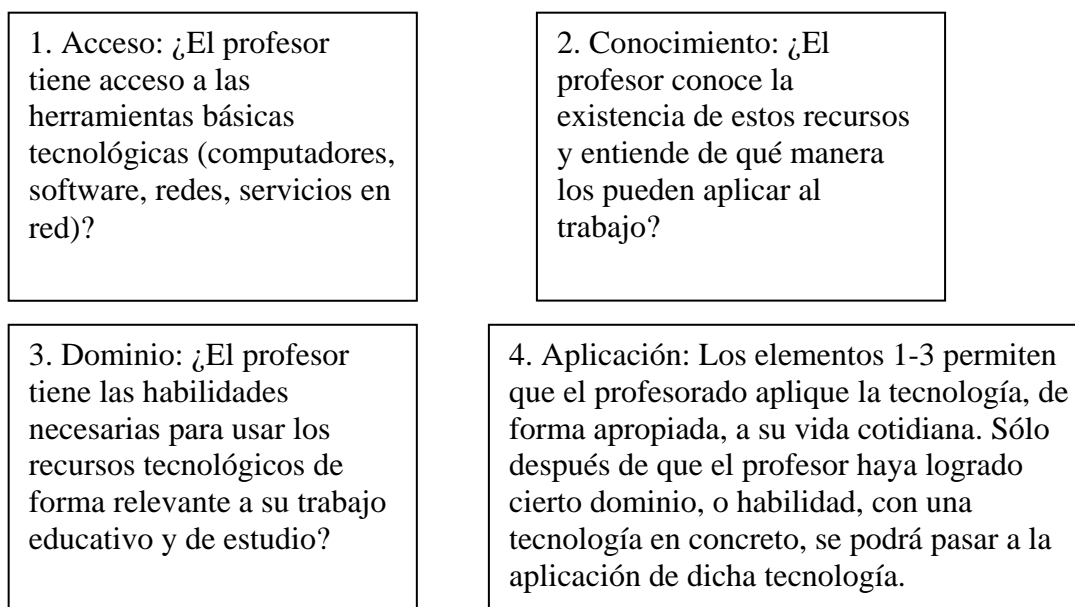 1. Acceso: ¿El profesor
tiene acceso a las
herramientas básicas
tecnológicas (computadores,
software, redes, servicios en
red)?
2. Conocimiento: ¿El
profesor conoce la
existencia de estos recursos
y entiende de qué manera
los pueden aplicar al
trabajo?
3. Dominio: ¿El profesor
tiene las habilidades
necesarias para usar los
recursos tecnológicos de
forma relevante a su trabajo
educativo y de estudio?
4. Aplicación: Los elementos 1-3 permiten
que el profesorado aplique la tecnología, de
forma apropiada, a su vida cotidiana. Sólo
después de que el profesor haya logrado
cierto dominio, o habilidad, con una
tecnología en concreto, se podrá pasar a la
aplicación de dicha tecnología.